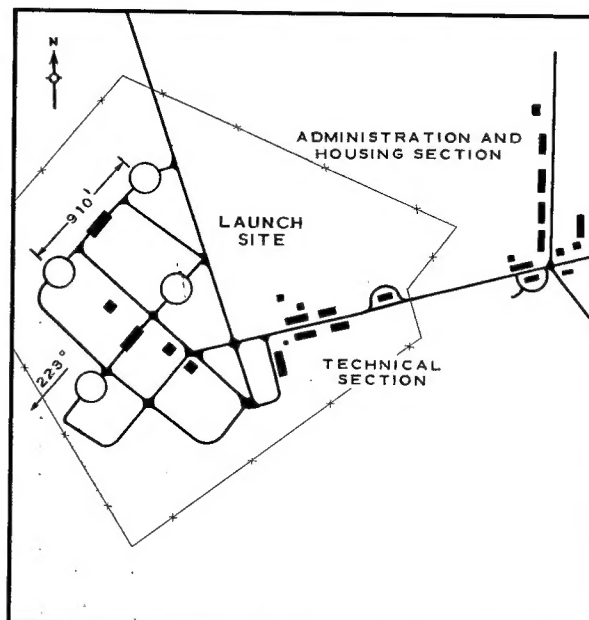 N
ADMINISTRATION AND
HOUSING SECTION
910'
LAUNCH
SITE
TECHNICAL
SECTION
223°